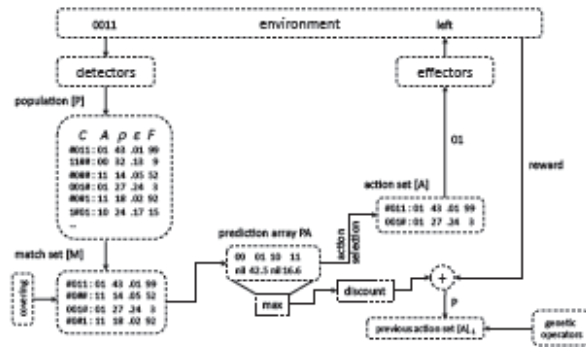 environment
0011
left
detectors
effectors
population [P]
C A ρ ε F
#011 : 01 43 .01 99
11## : 00 32 .13 9
#0## : 11 14 .05 52
001# : 01 27 .24 3
#0#1 : 11 18 .02 92
1#01 : 10 24 .17 15
...
01
reward
action set [A]
#011 : 01 43 .01 99
001# : 01 27 .24 3
prediction array PA
00 01 10 11
nil 42.5 nil 16.6
action
selection
match set [M]
covering
#011 : 01 43 .01 99
#0## : 11 14 .05 52
001# : 01 27 .24 3
#0#1 : 11 18 .02 92
max
discount
+
P
previous action set [A]
genetic
operators